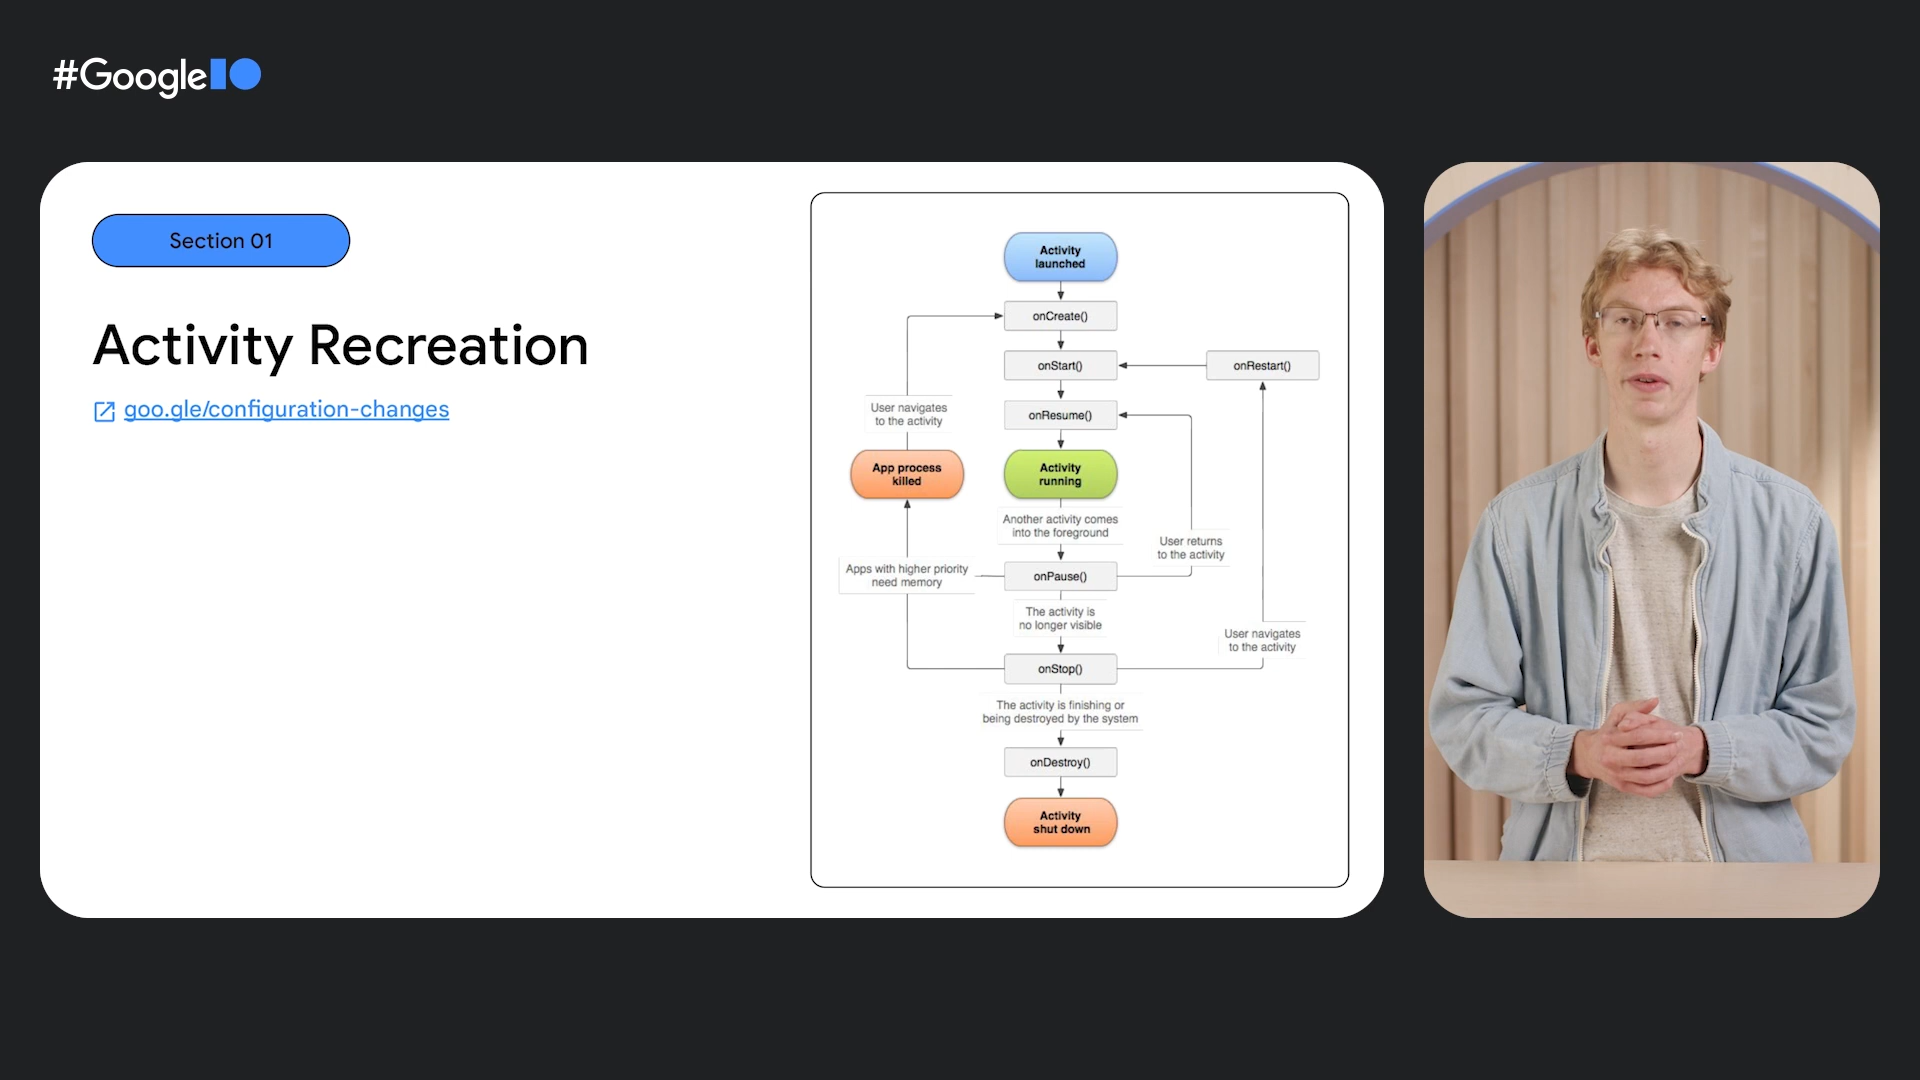 #GoogleIO
Section 01
Activity Recreation
goo.gle/configuration-changes
Activity
launched
onCreate()
onStart()
onRestart()
onResume()
User navigates
to the activity
App process
killed
Activity
running
Another activity comes
into the foreground
User returns
to the activity
Apps with higher priority
need memory
onPause()
The activity is
no longer visible
User navigates
to the activity
onStop()
The activity is finishing or
being destroyed by the system
onDestroy()
Activity
shut down